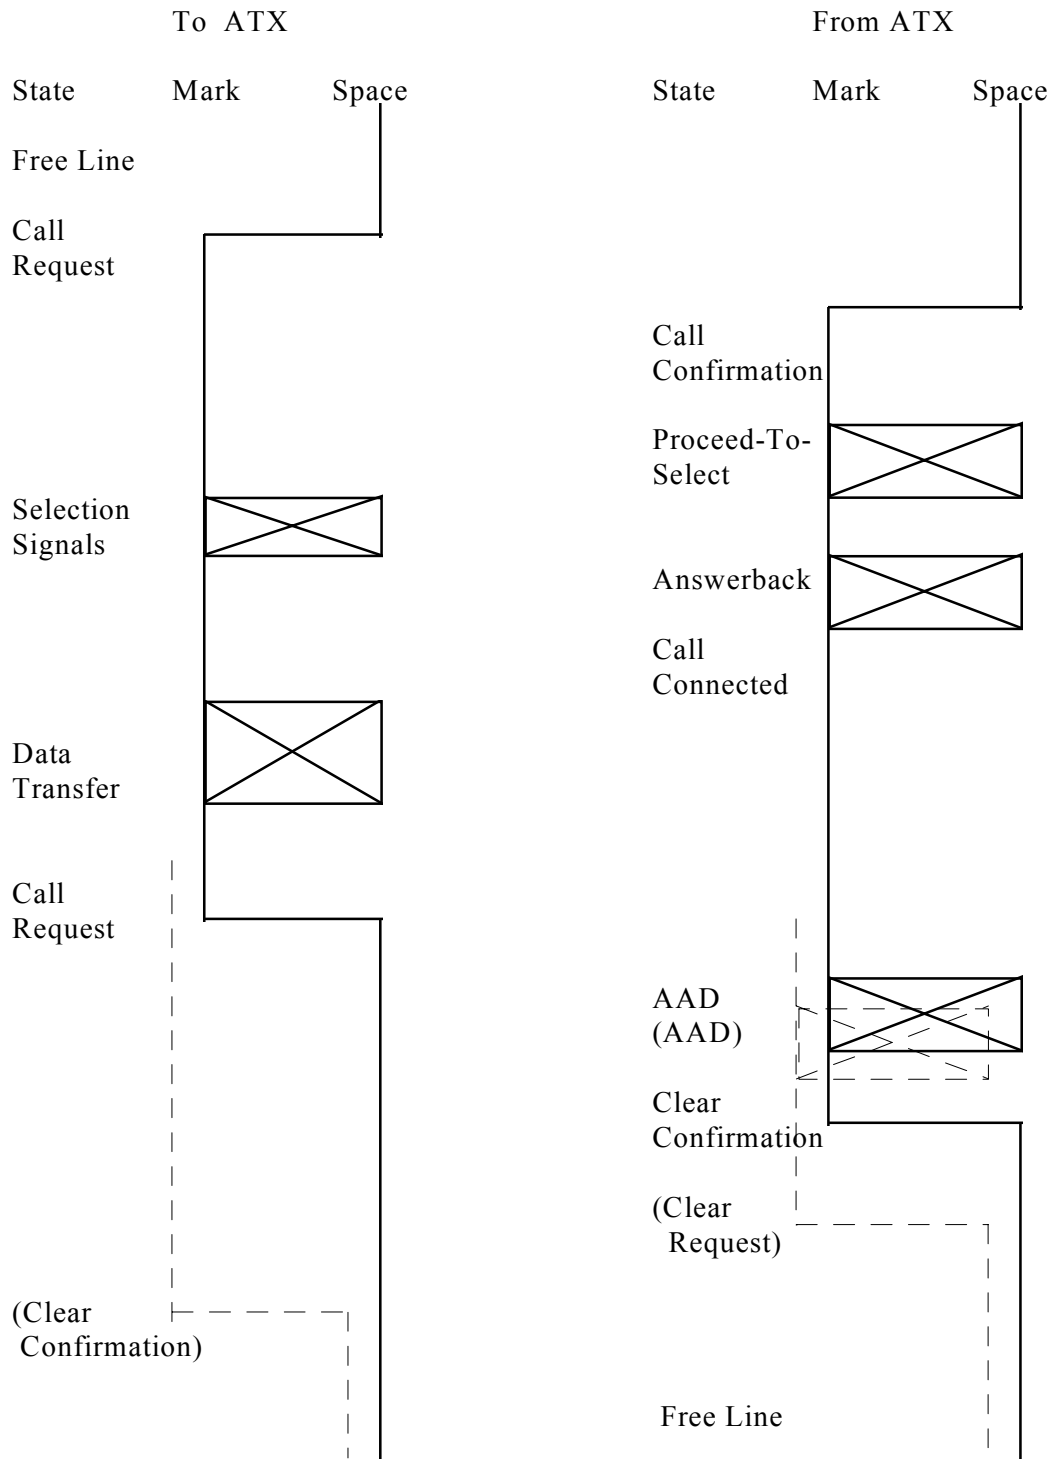 To ATX
State Mark Space
Free Line
Call
Request
Selection
Signals
Data
Transfer
Call
Request
(Clear
Confirmation)
From ATX
State Mark Space
Call
Confirmation
Proceed-To-
Select
Answerback
Call
Connected
AAD
(AAD)
Clear
Confirmation
(Clear
Request)
Free Line